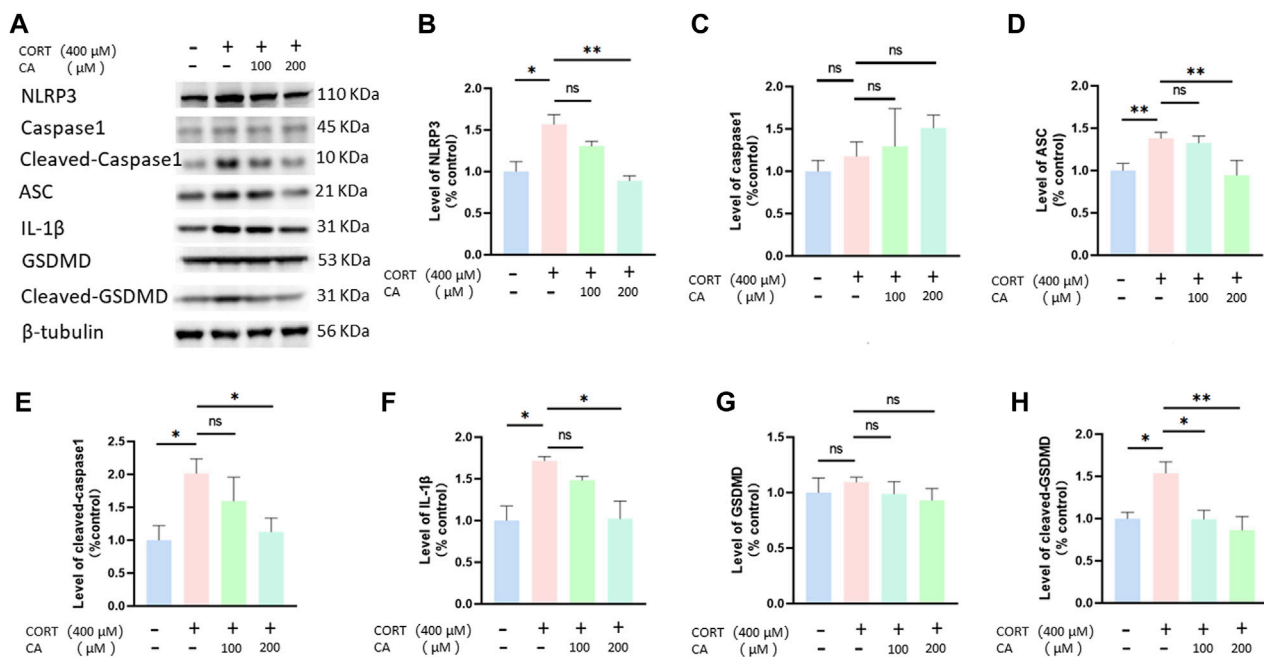 A
CORT (400 μM) - + + +
CA ( μM) - - 100 200
NLRP3 110 KDa
Caspase1 45 KDa
Cleaved-Caspase1 10 KDa
ASC 21 KDa
IL-1β 31 KDa
GSDMD 53 KDa
Cleaved-GSDMD 31 KDa
β-tubulin 56 KDa
B
Level of NLRP3
(% control)
2.0
1.5
1.0
0.5
0.0
*
**
ns
CORT (400 μM) - + + +
CA ( μM) - - 100 200
C
Level of caspase1
(%contorl)
2.0
1.5
1.0
0.5
0.0
ns
ns
ns
CORT (400 μM) - + + +
CA ( μM) - - 100 200
D
Level of ASC
(% control)
2.0
1.5
1.0
0.5
0.0
**
**
ns
CORT (400 μM) - + + +
CA ( μM) - - 100 200
E
Level of cleaved-caspase1
(%control)
2.5
2.0
1.5
1.0
0.5
0.0
*
ns
*
CORT (400 μM) - + + +
CA ( μM) - - 100 200
F
Level of IL-1β
(% control)
2.0
1.5
1.0
0.5
0.0
*
*
ns
CORT (400 μM) - + + +
CA ( μM) - - 100 200
G
Level of GSDMD
(% control)
1.5
1.0
0.5
0.0
ns
ns
ns
CORT (400 μM) - + + +
CA ( μM) - - 100 200
H
Level of cleaved-GSDMD
(% control)
2.0
1.5
1.0
0.5
0.0
**
*
*
CORT (400 μM) - + + +
CA ( μM) - - 100 200